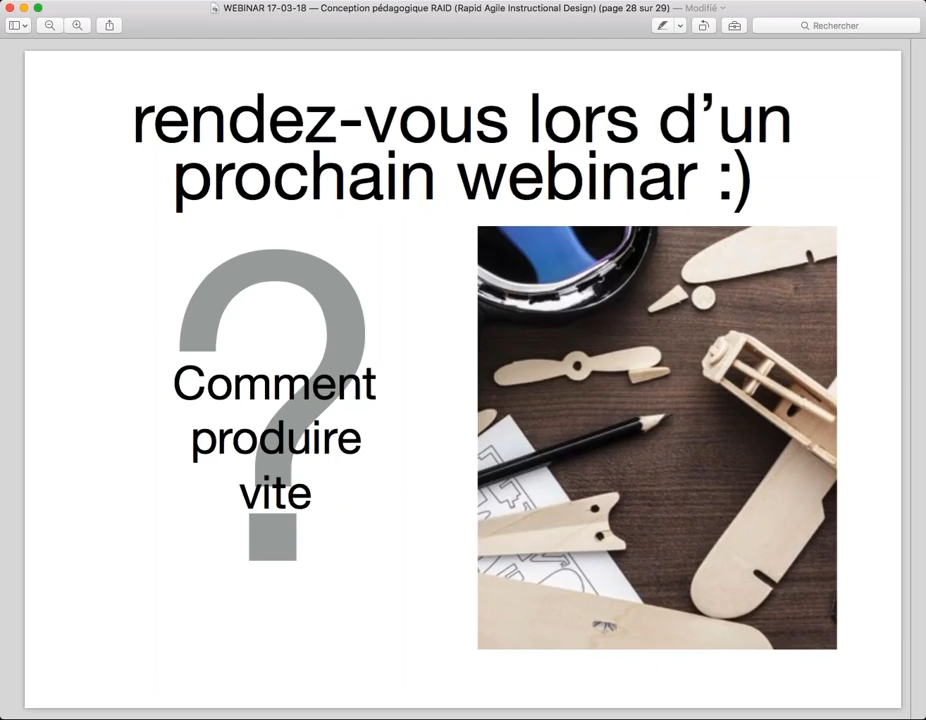 WEBINAR 17-03-18 — Conception pédagogique RAID (Rapid Agile Instructional Design) (page 28 sur 29) — Modifié
Rechercher
rendez-vous lors d’un
prochain webinar :)
?
Comment
produire
vite